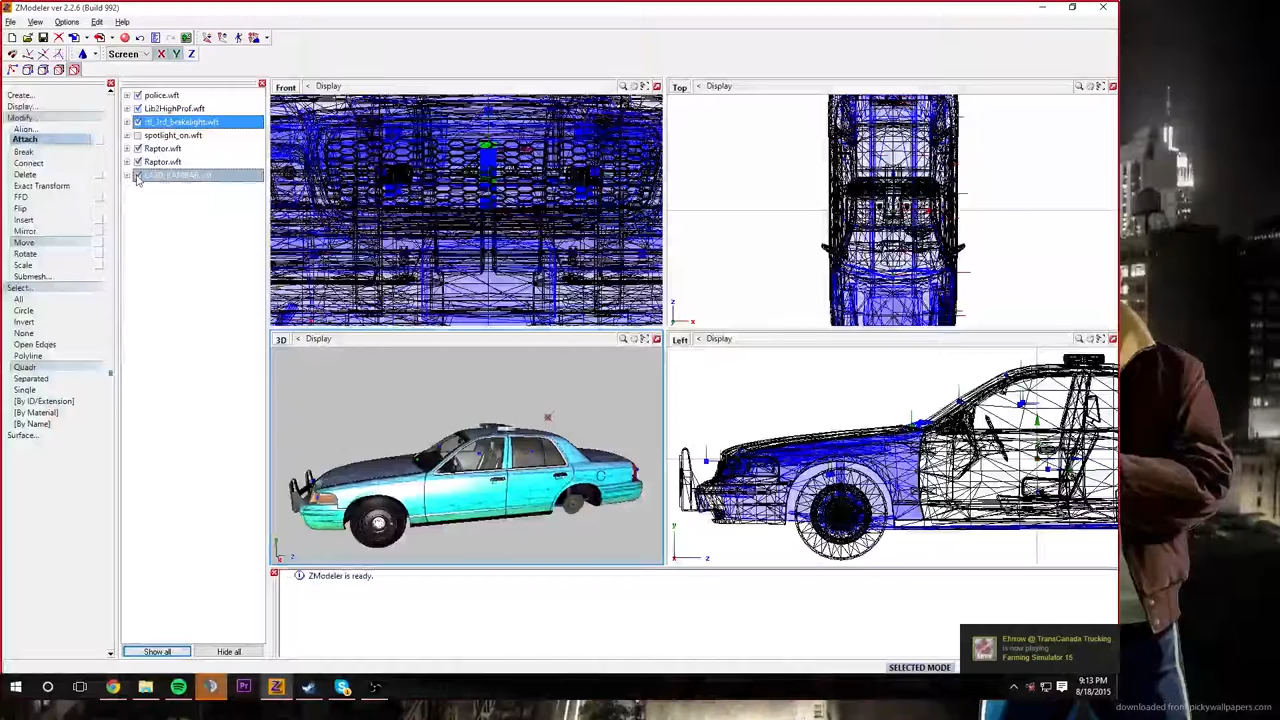 ZModeler ver 2.2.6 (Build 992)
File View Options Edit Help
Screen X Y Z
Create...
Display...
Modify...
Align...
Attach
Break
Connect
Delete
Exact Transform
FFD
Flip
Insert
Mirror
Move
Rotate
Scale
Submesh...
Select...
All
Circle
Invert
None
Open Edges
Polyline
Quadr
Separated
Single
[By ID/Extension]
[By Material]
[By Name]
Surface...
police.wft
Lib2HighProf.wft
spotlight_on.wft
Raptor.wft
Raptor.wft
Show all Hide all
Front < Display
Top < Display
z
x
3D < Display
y
z
Left < Display
y
z
ZModeler is ready.
SELECTED MODE
Ehrrow @ TransCanada Trucking
is now playing
Farming Simulator 15
9:13 PM
8/18/2015
downloaded from pickywallpapers.com